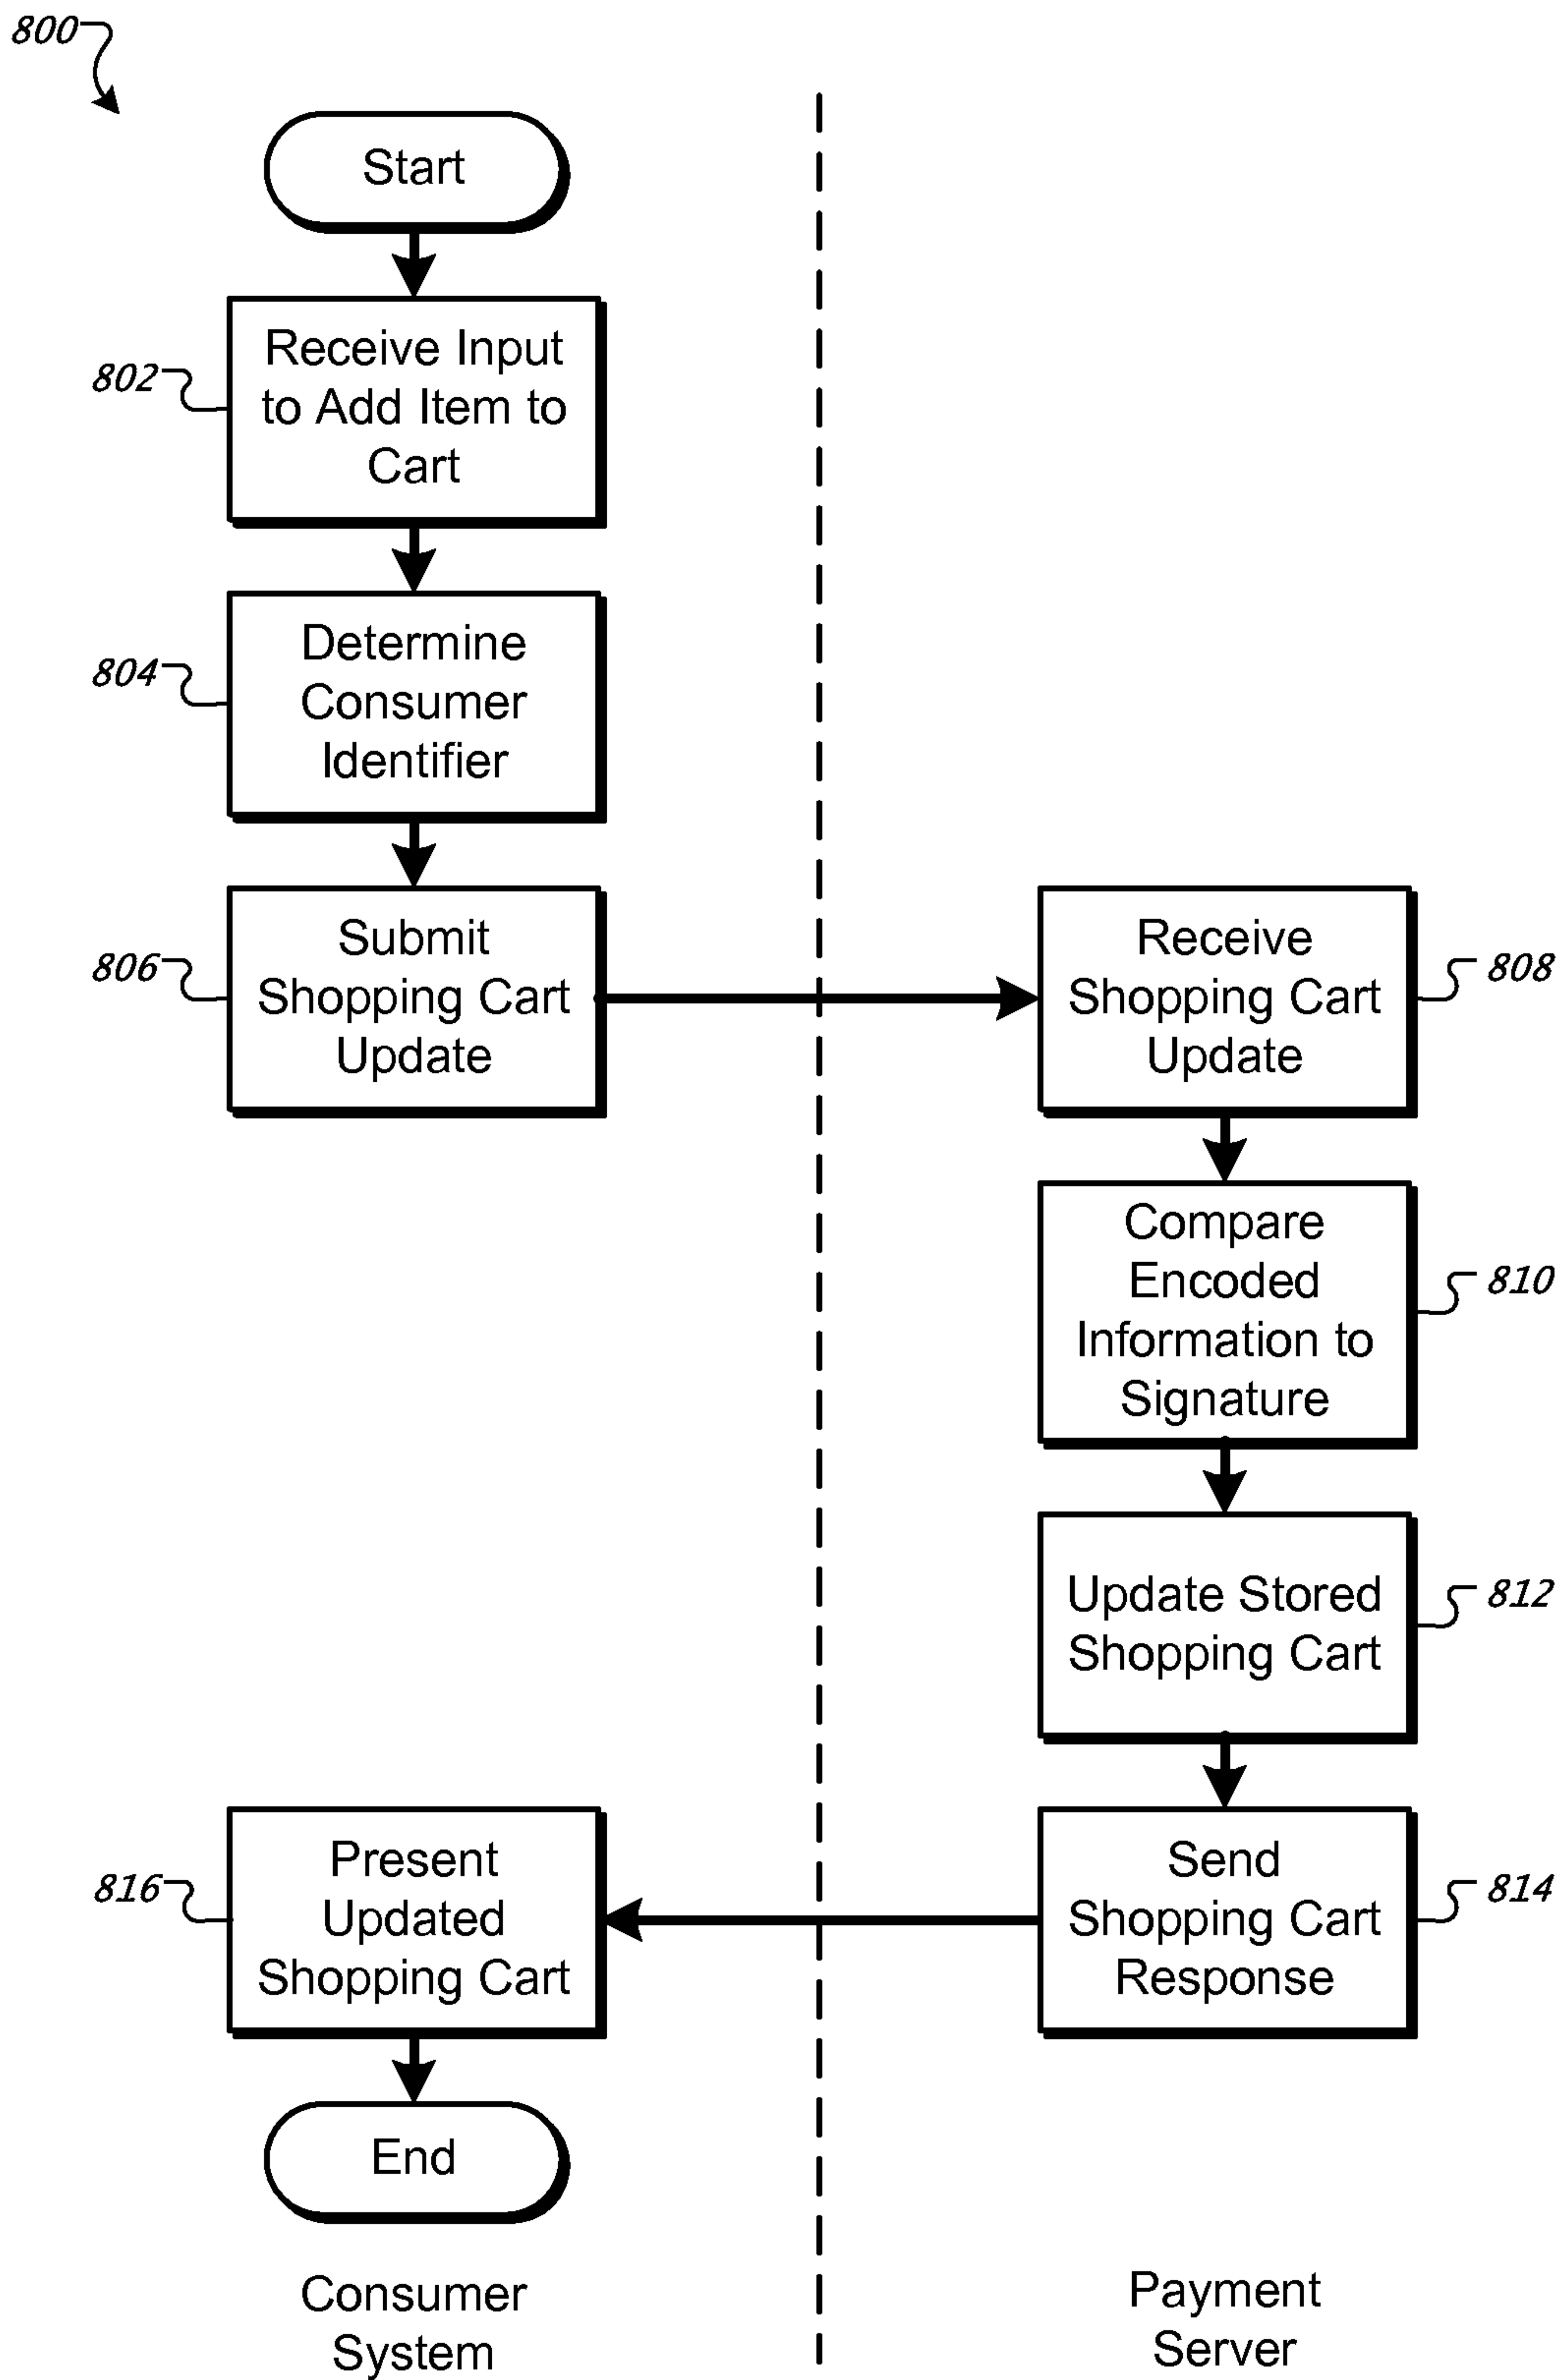 800
Start
802
Receive Input
to Add Item to
Cart
804
Determine
Consumer
Identifier
806
Submit
Shopping Cart
Update
Receive
Shopping Cart
Update
808
Compare
Encoded
Information to
Signature
810
Update Stored
Shopping Cart
812
Send
Shopping Cart
Response
814
816
Present
Updated
Shopping Cart
End
Consumer
System
Payment
Server